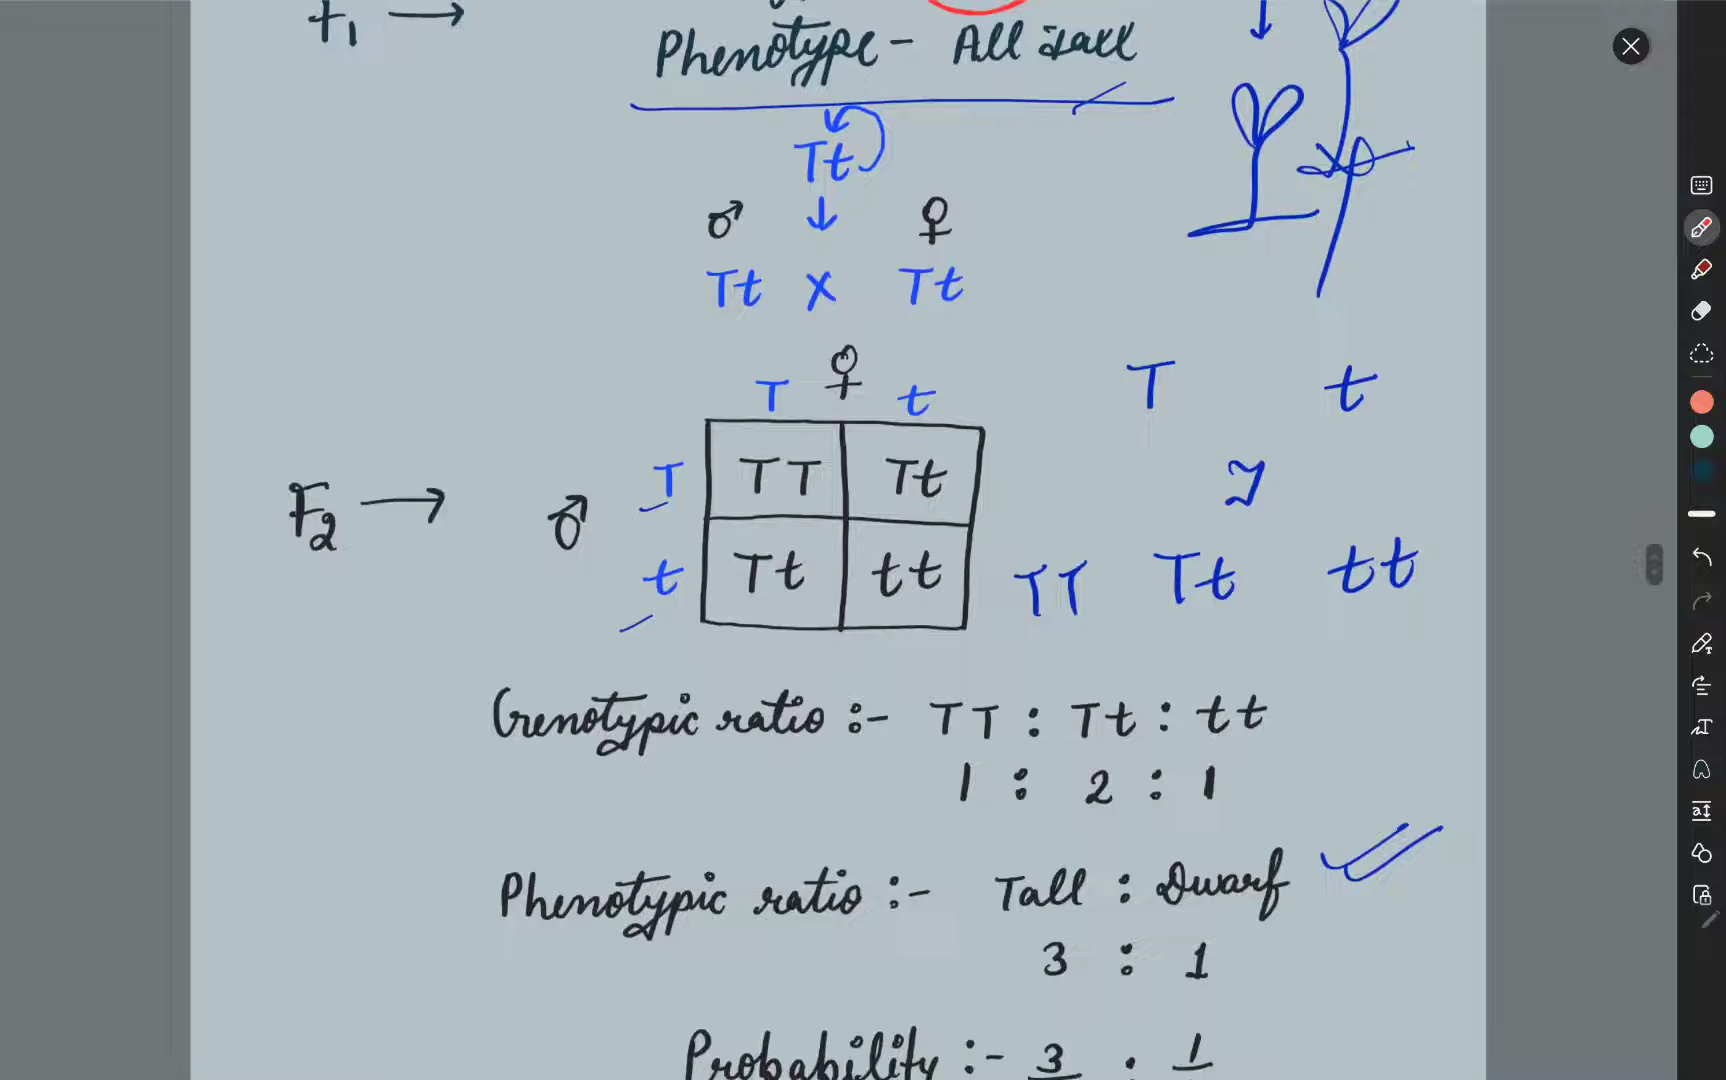 F1 →
Phenotype - All Tall
Tt
↓
♂ ♀
Tt × Tt
♀
T t
T t
T TT Tt
F2 → ♂
t Tt tt
TT Tt tt
Genotypic ratio :- TT : Tt : tt
1 : 2 : 1
Phenotypic ratio :- Tall : Dwarf
3 : 1
Probability :- 3 : 1